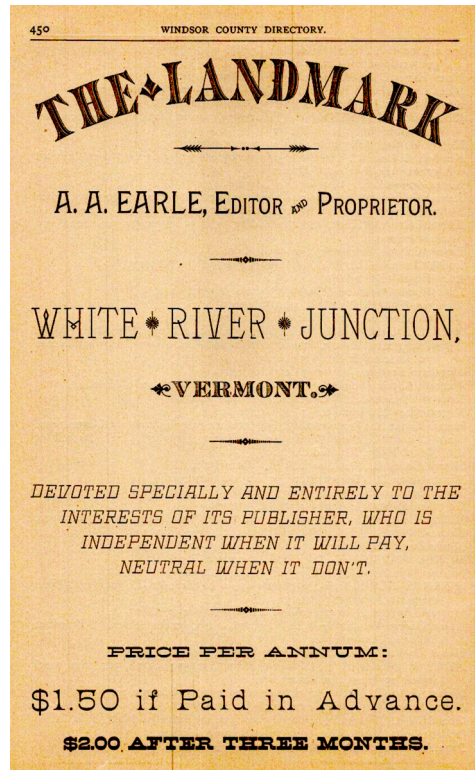 450
WINDSOR COUNTY DIRECTORY.
THE LANDMARK
A. A. EARLE, EDITOR AND PROPRIETOR.
WHITE RIVER JUNCTION,
VERMONT.
DEVOTED SPECIALLY AND ENTIRELY TO THE
INTERESTS OF ITS PUBLISHER, WHO IS
INDEPENDENT WHEN IT WILL PAY,
NEUTRAL WHEN IT DON'T.
PRICE PER ANNUM:
$1.50 if Paid in Advance.
$2.00 AFTER THREE MONTHS.